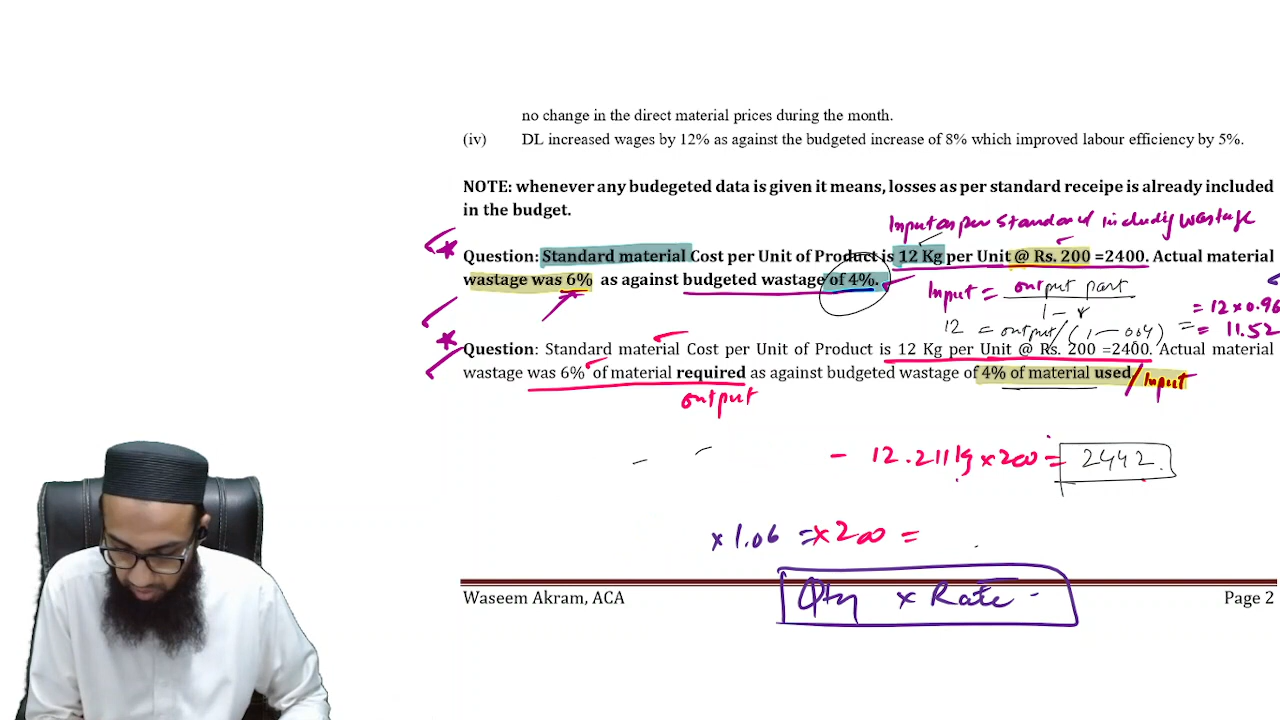 no change in the direct material prices during the month.
(iv) DL increased wages by 12% as against the budgeted increase of 8% which improved labour efficiency by 5%.
NOTE: whenever any budegeted data is given it means, losses as per standard receipe is already included
in the budget.
Input as per standard including wastage
Question: Standard material Cost per Unit of Product is 12 Kg per Unit @ Rs. 200 =2400. Actual material
wastage was 6% as against budgeted wastage of 4%.
Input = output part
1 - r
= 12 x 0.96
12 = output/(1 - 004) = = 11.52
Question: Standard material Cost per Unit of Product is 12 Kg per Unit @ Rs. 200 =2400. Actual material
wastage was 6% of material required as against budgeted wastage of 4% of material used / Input
output
- 12.211kg x 200 = 2442.
x 1.06 = x 200 =
Qty x Rate -
Waseem Akram, ACA Page 2